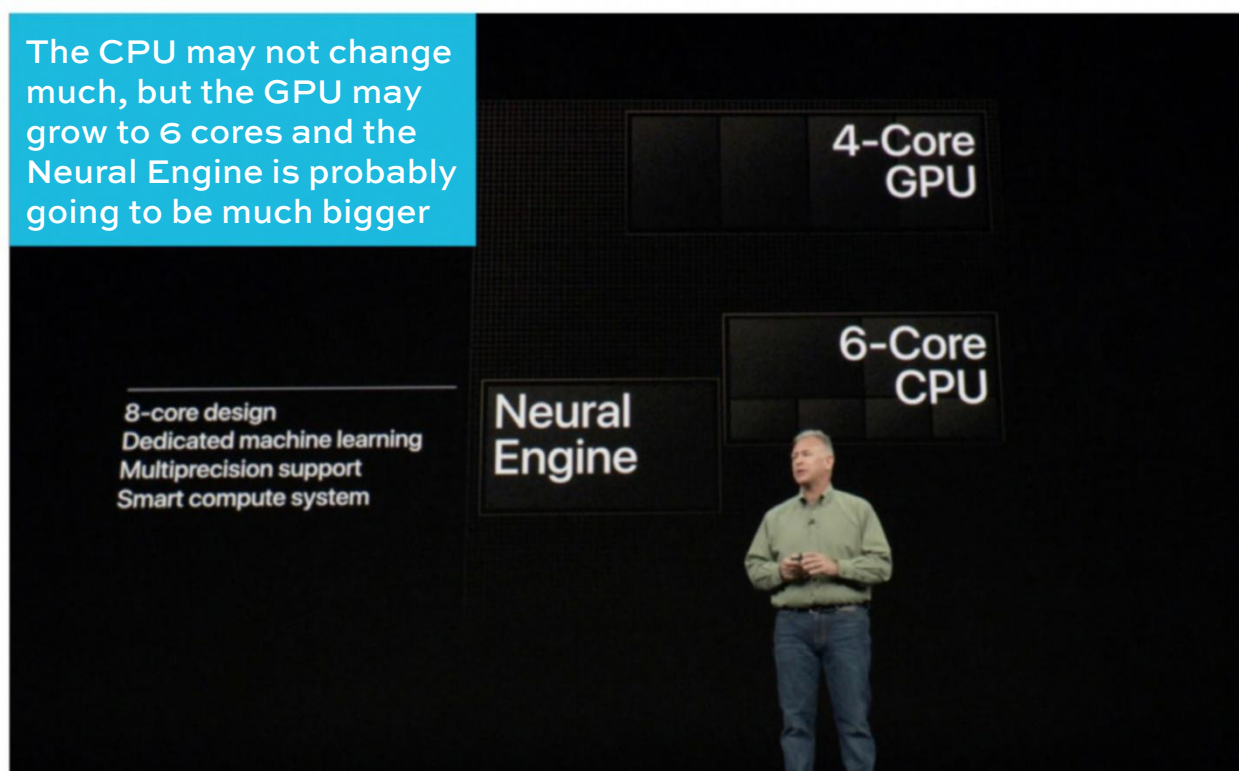 The CPU may not change
much, but the GPU may
grow to 6 cores and the
Neural Engine is probably
going to be much bigger
4-Core
GPU
6-Core
CPU
Neural
Engine
8-core design
Dedicated machine learning
Multiprecision support
Smart compute system